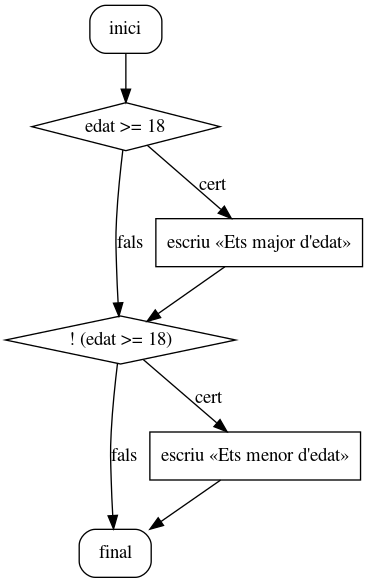 inici
edat >= 18
cert
fals
escriu «Ets major d'edat»
! (edat >= 18)
cert
fals
escriu «Ets menor d'edat»
final